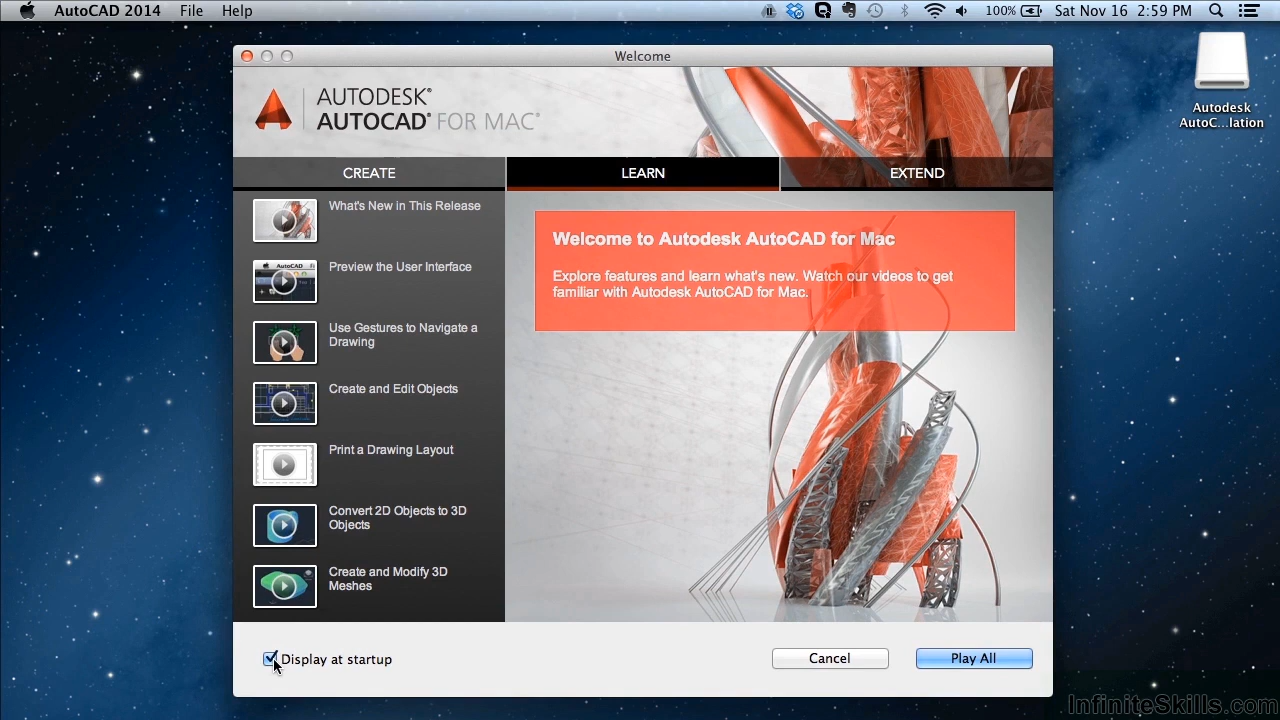 AutoCAD 2014 File Help
100% Sat Nov 16 2:59 PM
Welcome
AUTODESK®
AUTOCAD® FOR MAC®
CREATE LEARN EXTEND
What's New in This Release
Preview the User Interface
Use Gestures to Navigate a
Drawing
Create and Edit Objects
Print a Drawing Layout
Convert 2D Objects to 3D
Objects
Create and Modify 3D
Meshes
Welcome to Autodesk AutoCAD for Mac
Explore features and learn what's new. Watch our videos to get
familiar with Autodesk AutoCAD for Mac.
Display at startup
Cancel
Play All
Autodesk
AutoC...lation
InfiniteSkills.com